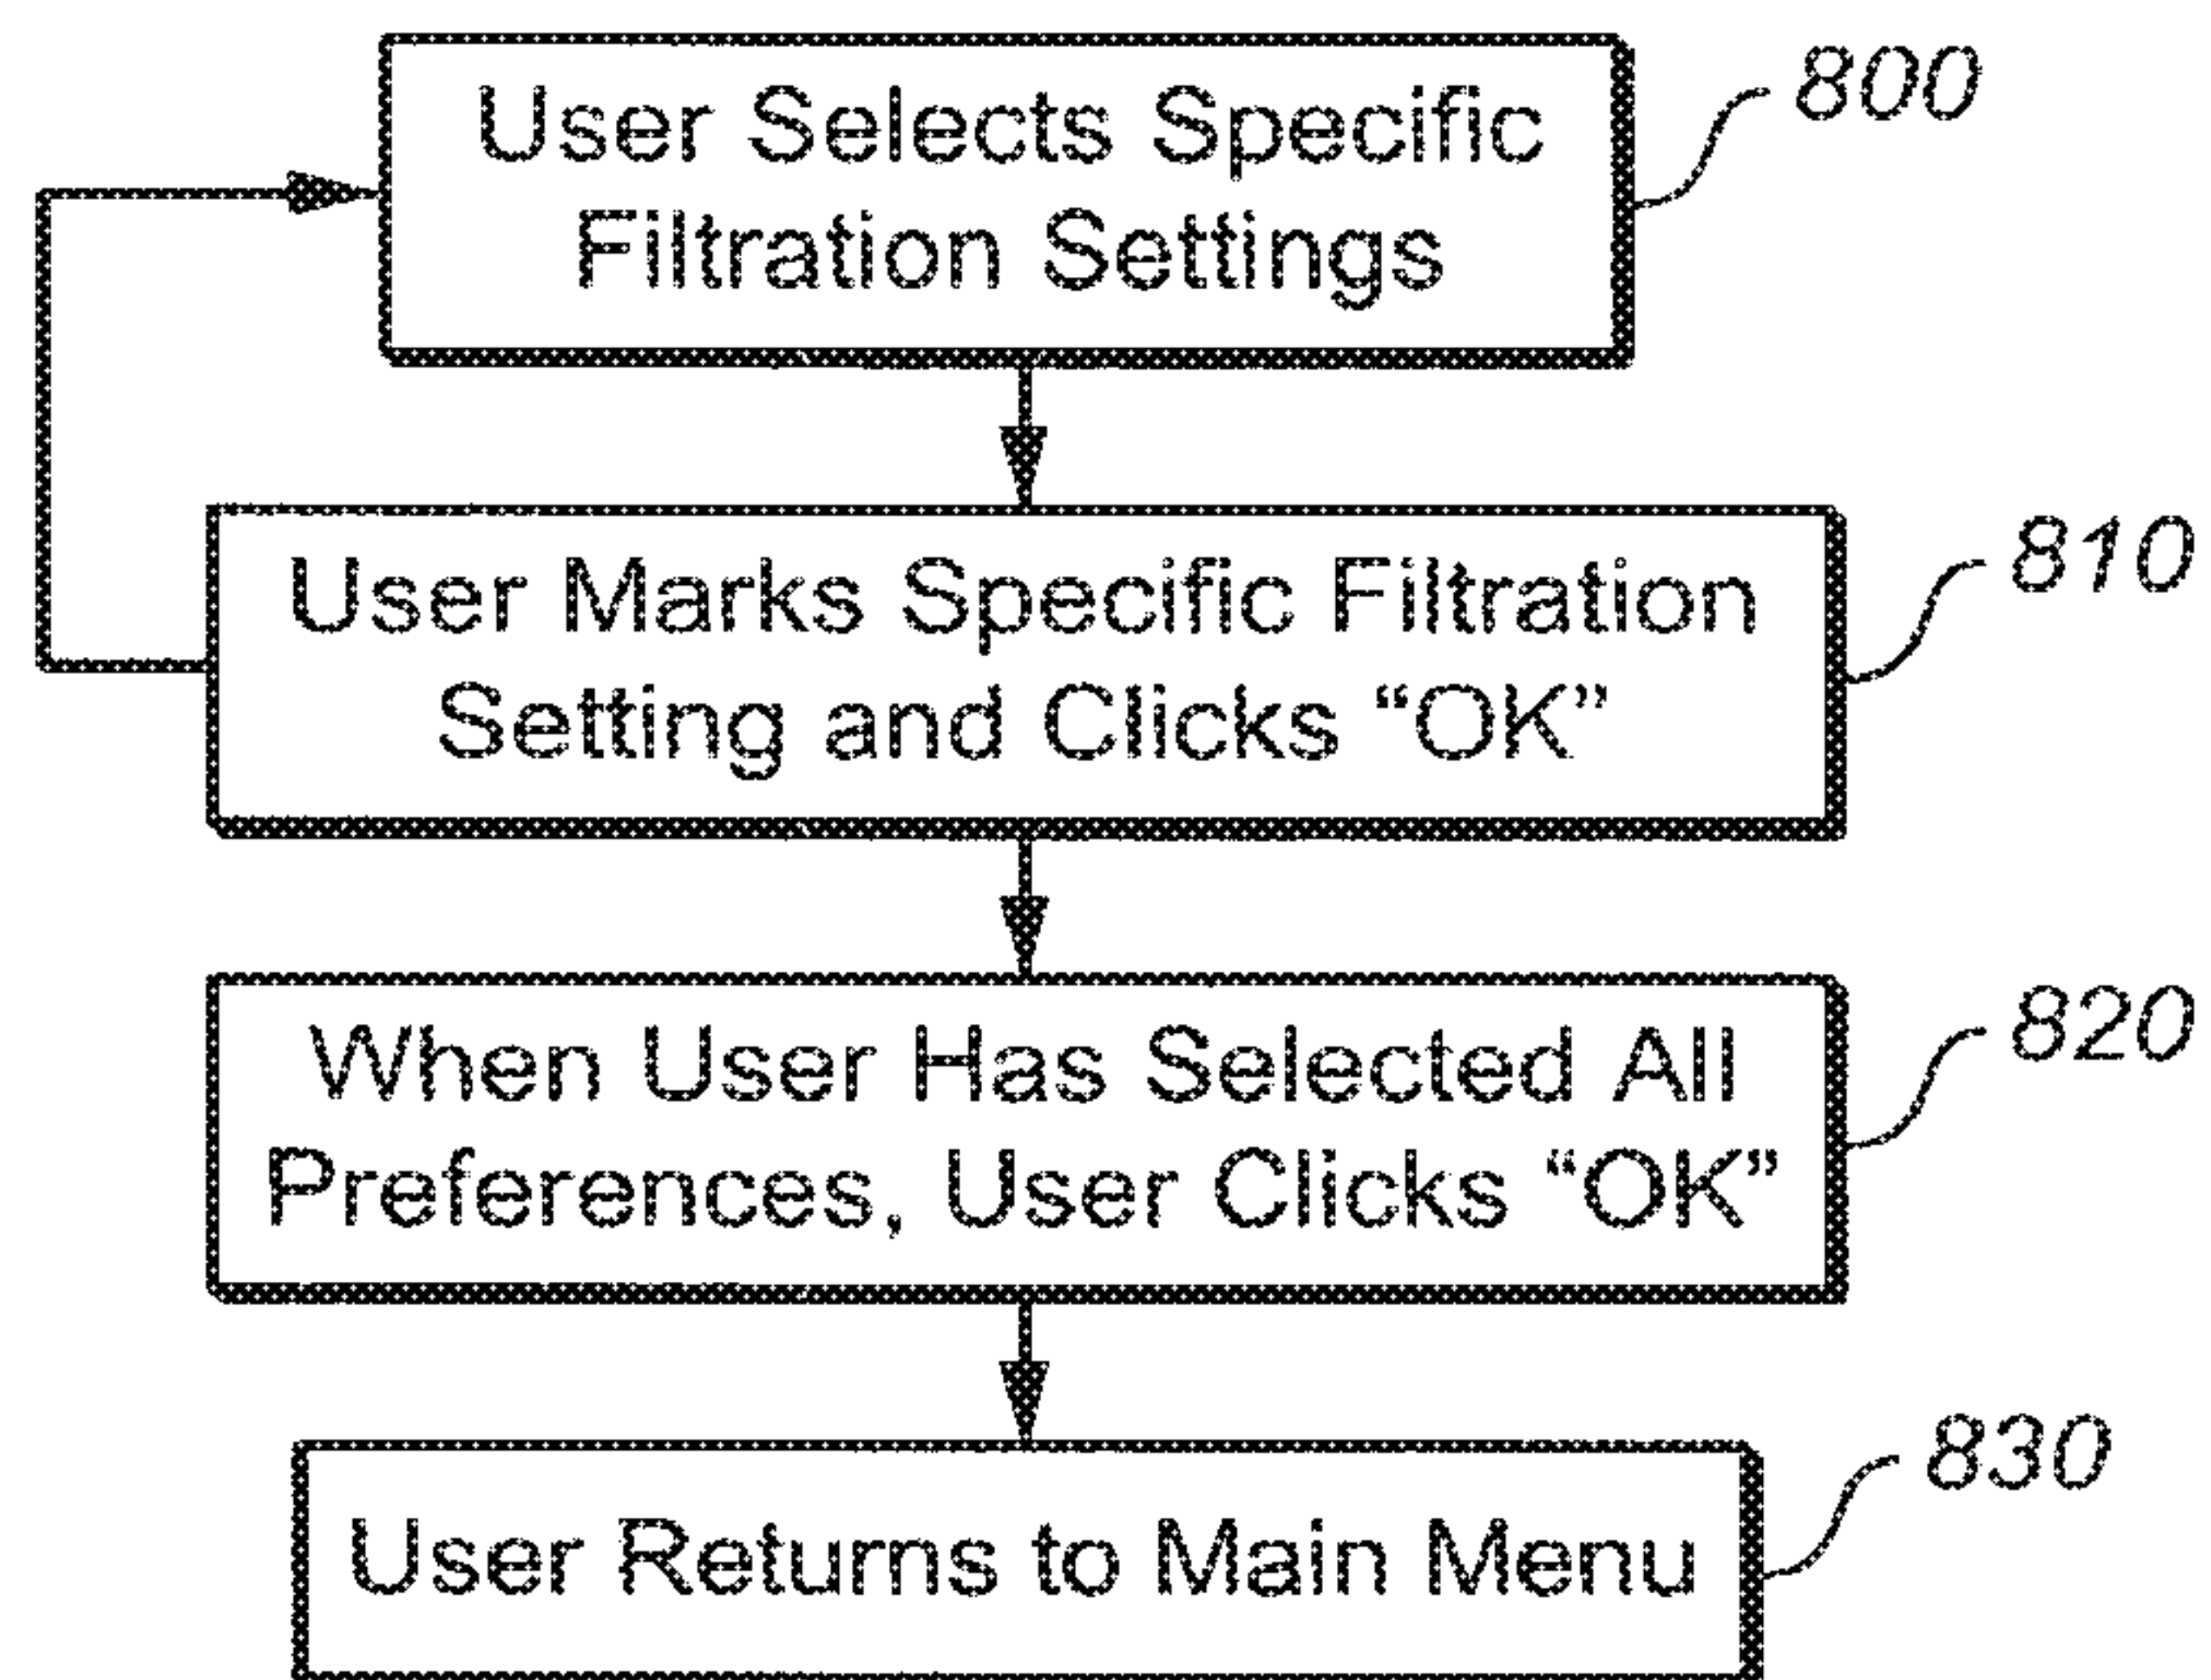 User Selects Specific
Filtration Settings
800
User Marks Specific Filtration
Setting and Clicks “OK”
810
When User Has Selected All
Preferences, User Clicks “OK”
820
User Returns to Main Menu
830